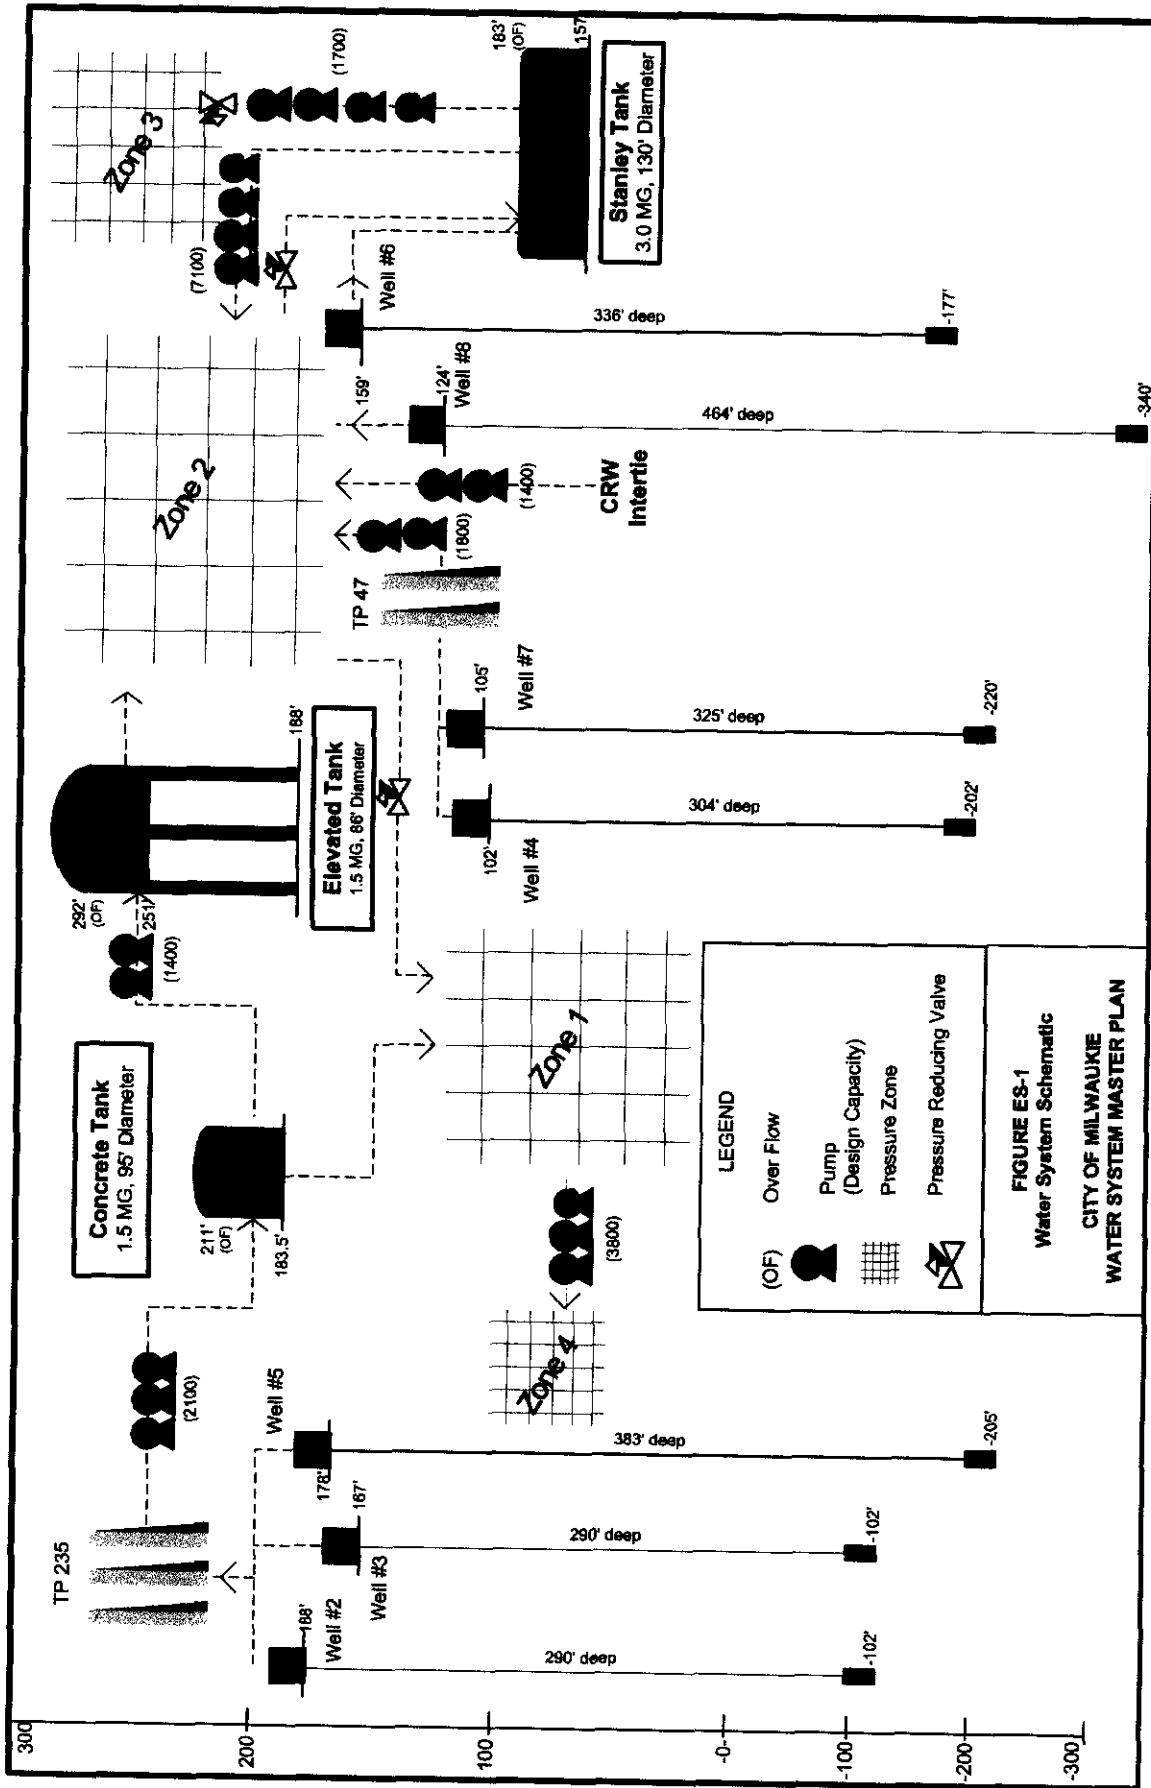 300
200
100
-0-
-100
-200
-300
TP 235
(2100)
Well #2
188'
290' deep
-102'
Well #3
167'
290' deep
-102'
Well #5
178'
383' deep
-205'
Concrete Tank
1.5 MG, 95' Diameter
211'
(OF)
183.5'
(1400)
292'
(OF)
251'
188'
Elevated Tank
1.5 MG, 86' Diameter
Zone 4
(3800)
Zone 1
Well #4
102'
304' deep
-202'
Well #7
105'
325' deep
-220'
TP 47
(1800)
(1400)
CRW
Intertie
Zone 2
Well #8
124'
464' deep
-340'
Well #6
159'
336' deep
-177'
(7100)
Zone 3
(1700)
183'
(OF)
157'
Stanley Tank
3.0 MG, 130' Diameter
LEGEND
(OF) Over Flow
Pump
(Design Capacity)
Pressure Zone
Pressure Reducing Valve
FIGURE ES-1
Water System Schematic
CITY OF MILWAUKIE
WATER SYSTEM MASTER PLAN